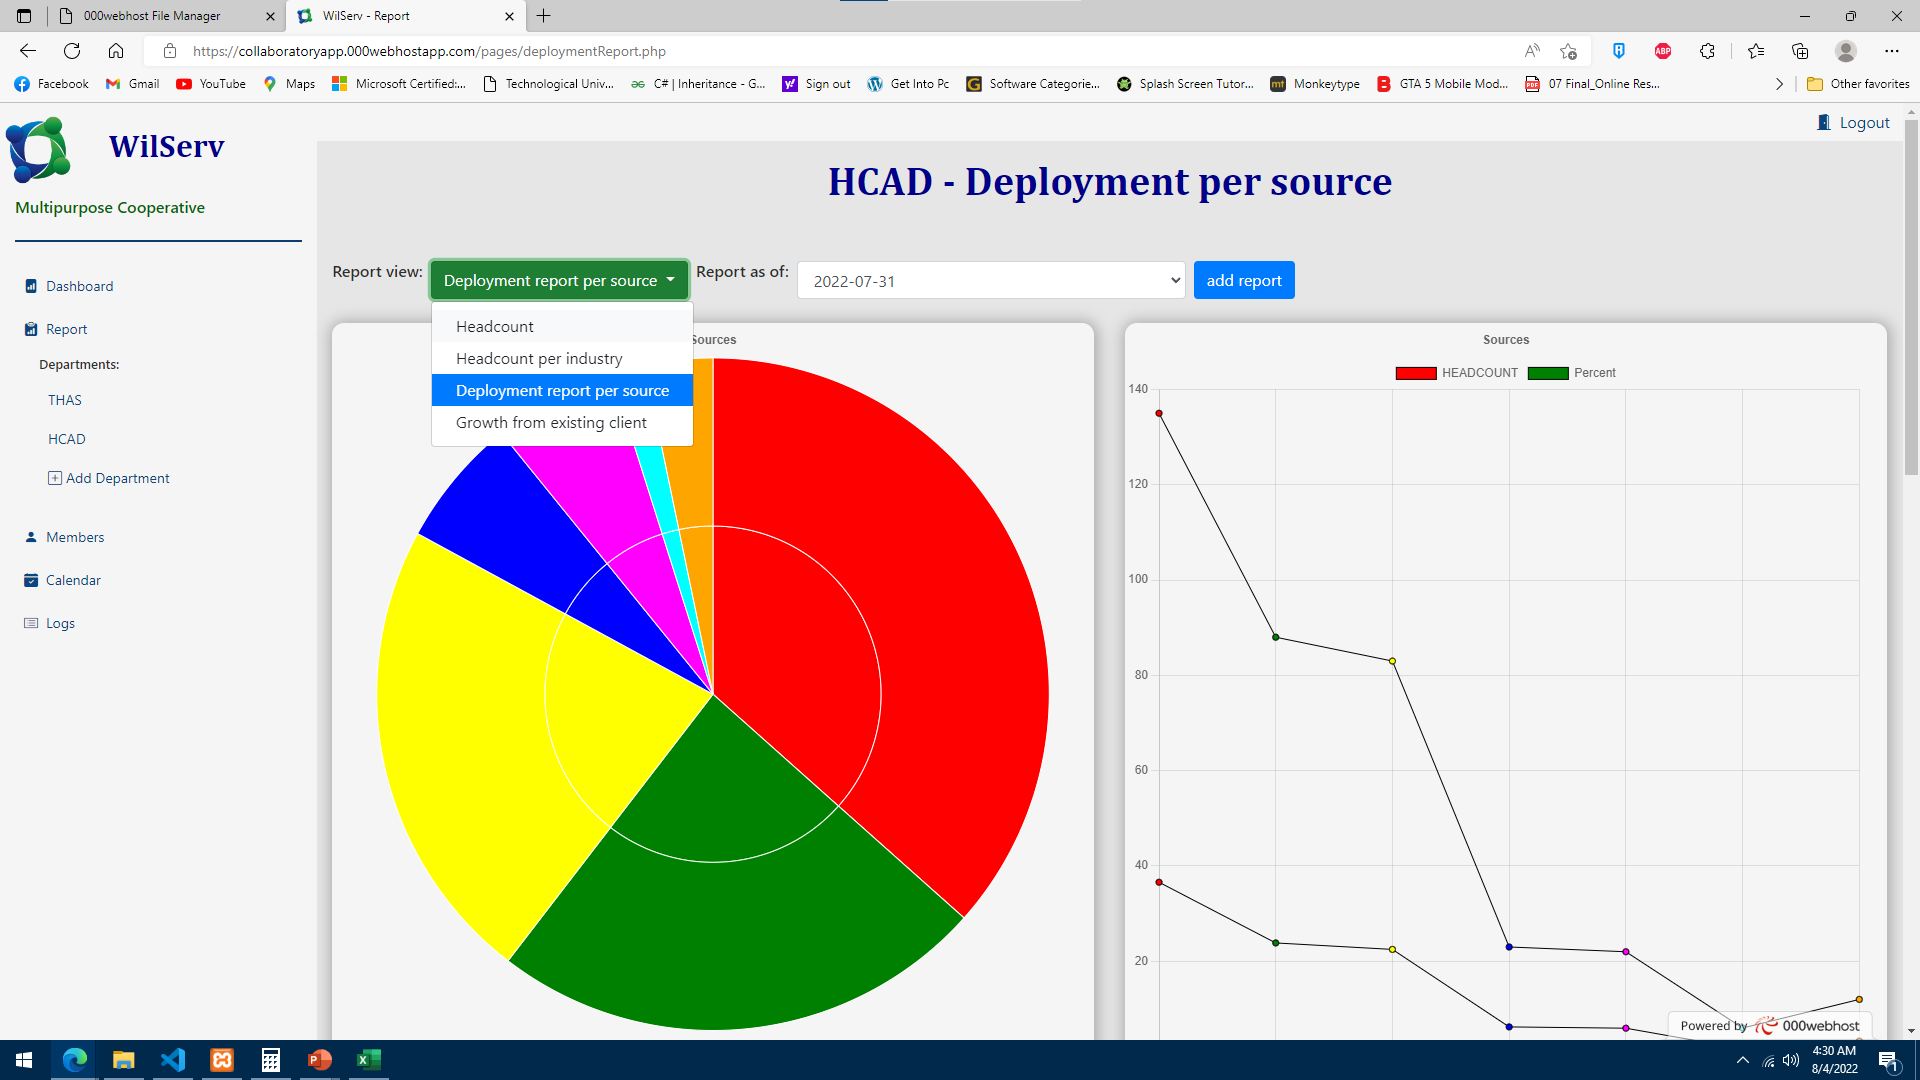 000webhost File Manager
WilServ - Report
https://collaboratoryapp.000webhostapp.com/pages/deploymentReport.php
ABP
Facebook
Gmail
YouTube
Maps
Microsoft Certified:...
Technological Univ...
C# | Inheritance - G...
Sign out
Get Into Pc
Software Categorie...
Splash Screen Tutor...
mt
Monkeytype
GTA 5 Mobile Mod...
PDF
07 Final_Online Res...
Other favorites
WilServ
Logout
Multipurpose Cooperative
HCAD - Deployment per source
Report view:
Deployment report per source
Report as of:
2022-07-31
add report
Headcount
Headcount per industry
Deployment report per source
Growth from existing client
Dashboard
Report
Departments:
THAS
HCAD
Add Department
Members
Calendar
Logs
Sources
Sources
HEADCOUNT
Percent
140
120
100
80
60
40
20
Powered by 000webhost
4:30 AM
8/4/2022
1